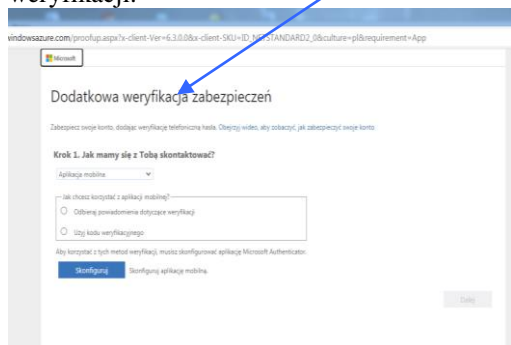 weryfikacji.
windowsazure.com/proofup.aspx?x-client-Ver=6.3.0.0&x-client-SKU=ID_NETSTANDARD2_0&culture=pl&requirement=App
Microsoft
Dodatkowa weryfikacja zabezpieczeń
Zabezpiecz swoje konto, dodając weryfikację telefoniczną hasła. Obejrzyj wideo, aby zobaczyć, jak zabezpieczyć swoje konto
Krok 1. Jak mamy się z Tobą skontaktować?
Aplikacja mobilna
Jak chcesz korzystać z aplikacji mobilnej?
Odbieraj powiadomienia dotyczące weryfikacji
Użyj kodu weryfikacyjnego
Aby korzystać z tych metod weryfikacji, musisz skonfigurować aplikację Microsoft Authenticator.
Skonfiguruj Skonfiguruj aplikację mobilną.
Dalej